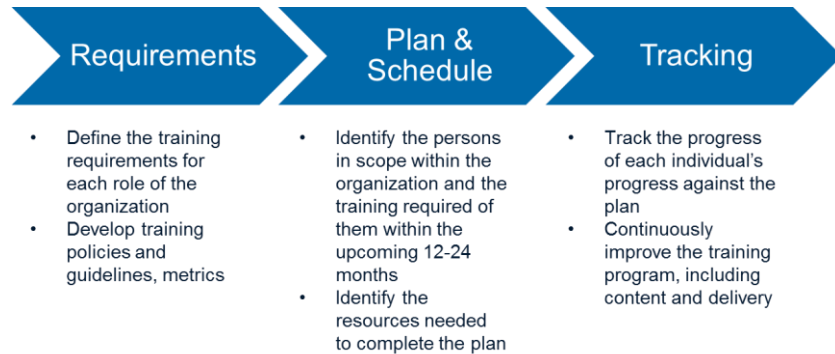 Requirements
• Define the training
requirements for
each role of the
organization
• Develop training
policies and
guidelines, metrics
Plan &
Schedule
• Identify the persons
in scope within the
organization and the
training required of
them within the
upcoming 12-24
months
• Identify the
resources needed
to complete the plan
Tracking
• Track the progress
of each individual's
progress against the
plan
• Continuously
improve the training
program, including
content and delivery